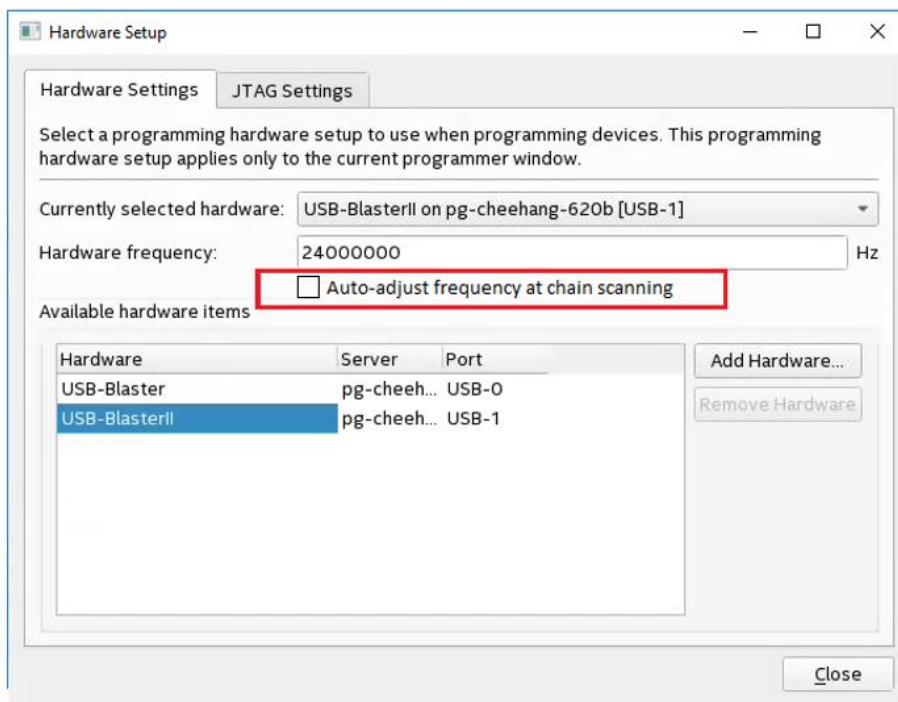 Hardware Setup
Hardware Settings
JTAG Settings
Select a programming hardware setup to use when programming devices. This programming
hardware setup applies only to the current programmer window.
Currently selected hardware: USB-BlasterII on pg-cheehang-620b [USB-1]
Hardware frequency: 24000000 Hz
Auto-adjust frequency at chain scanning
Available hardware items
Hardware Server Port
USB-Blaster pg-cheeh... USB-0
USB-BlasterII pg-cheeh... USB-1
Add Hardware...
Remove Hardware
Close